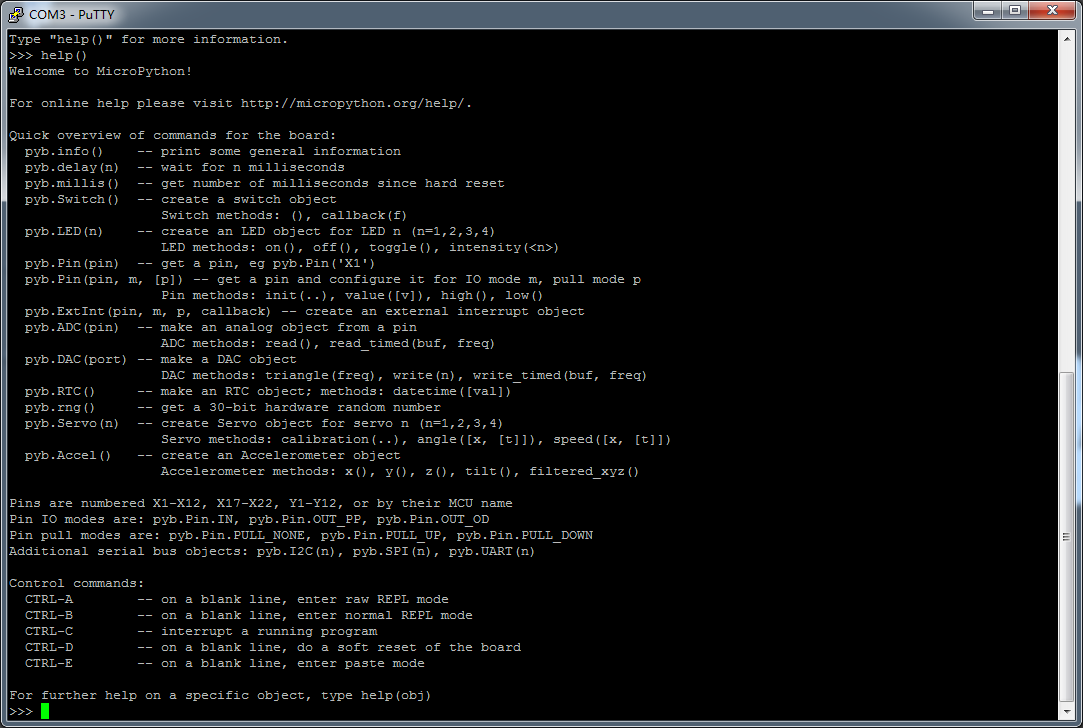 COM3 - PuTTY
Type "help()" for more information.
>>> help()
Welcome to MicroPython!
For online help please visit http://micropython.org/help/.
Quick overview of commands for the board:
  pyb.info()    -- print some general information
  pyb.delay(n)  -- wait for n milliseconds
  pyb.millis()  -- get number of milliseconds since hard reset
  pyb.Switch()  -- create a switch object
                   Switch methods: (), callback(f)
  pyb.LED(n)    -- create an LED object for LED n (n=1,2,3,4)
                   LED methods: on(), off(), toggle(), intensity(<n>)
  pyb.Pin(pin)  -- get a pin, eg pyb.Pin('X1')
  pyb.Pin(pin, m, [p]) -- get a pin and configure it for IO mode m, pull mode p
                   Pin methods: init(..), value([v]), high(), low()
  pyb.ExtInt(pin, m, p, callback) -- create an external interrupt object
  pyb.ADC(pin)  -- make an analog object from a pin
                   ADC methods: read(), read_timed(buf, freq)
  pyb.DAC(port) -- make a DAC object
                   DAC methods: triangle(freq), write(n), write_timed(buf, freq)
  pyb.RTC()     -- make an RTC object; methods: datetime([val])
  pyb.rng()     -- get a 30-bit hardware random number
  pyb.Servo(n)  -- create Servo object for servo n (n=1,2,3,4)
                   Servo methods: calibration(..), angle([x, [t]]), speed([x, [t]])
  pyb.Accel()   -- create an Accelerometer object
                   Accelerometer methods: x(), y(), z(), tilt(), filtered_xyz()
Pins are numbered X1-X12, X17-X22, Y1-Y12, or by their MCU name
Pin IO modes are: pyb.Pin.IN, pyb.Pin.OUT_PP, pyb.Pin.OUT_OD
Pin pull modes are: pyb.Pin.PULL_NONE, pyb.Pin.PULL_UP, pyb.Pin.PULL_DOWN
Additional serial bus objects: pyb.I2C(n), pyb.SPI(n), pyb.UART(n)
Control commands:
  CTRL-A        -- on a blank line, enter raw REPL mode
  CTRL-B        -- on a blank line, enter normal REPL mode
  CTRL-C        -- interrupt a running program
  CTRL-D        -- on a blank line, do a soft reset of the board
  CTRL-E        -- on a blank line, enter paste mode
For further help on a specific object, type help(obj)
>>>